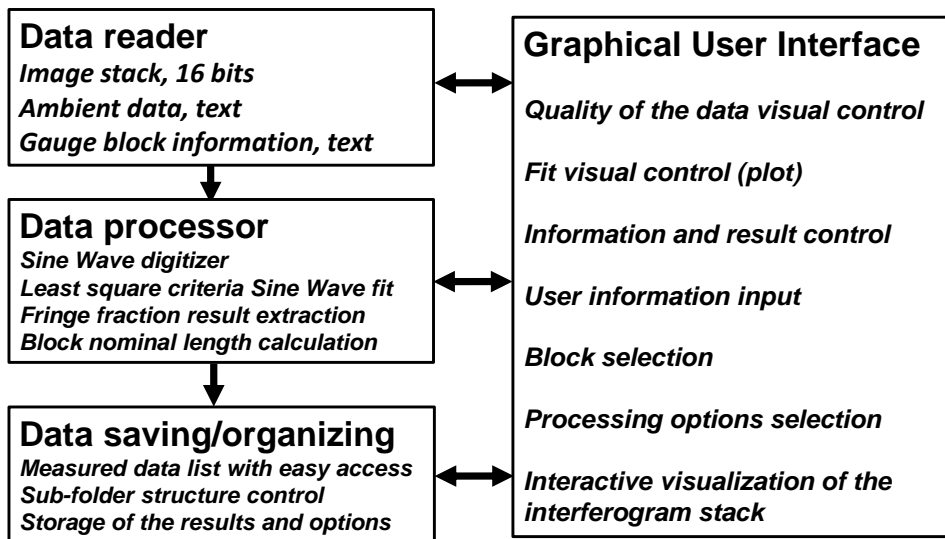 Data reader
Image stack, 16 bits
Ambient data, text
Gauge block information, text
Data processor
Sine Wave digitizer
Least square criteria Sine Wave fit
Fringe fraction result extraction
Block nominal length calculation
Data saving/organizing
Measured data list with easy access
Sub-folder structure control
Storage of the results and options
Graphical User Interface
Quality of the data visual control
Fit visual control (plot)
Information and result control
User information input
Block selection
Processing options selection
Interactive visualization of the
interferogram stack